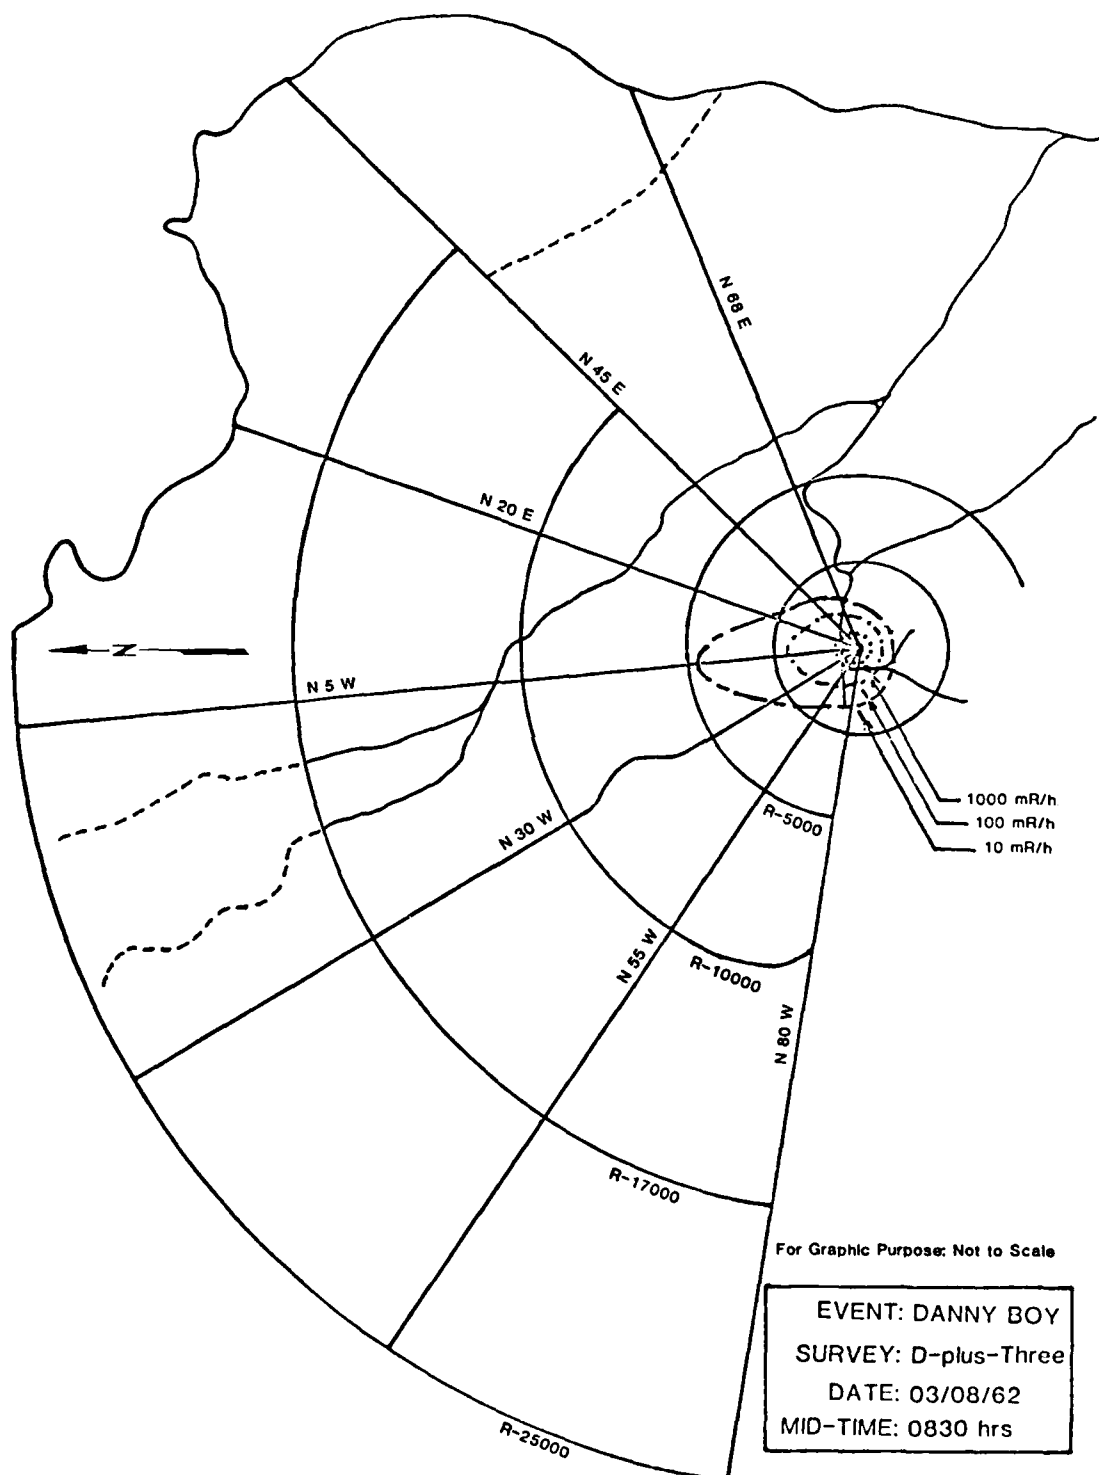 N 68 E
N 45 E
N 20 E
N
N 5 W
N 30 W
N 55 W
N 80 W
R-5000
R-10000
R-17000
R-25000
1000 mR/h
100 mR/h
10 mR/h
For Graphic Purpose: Not to Scale
EVENT: DANNY BOY
SURVEY: D-plus-Three
DATE: 03/08/62
MID-TIME: 0830 hrs